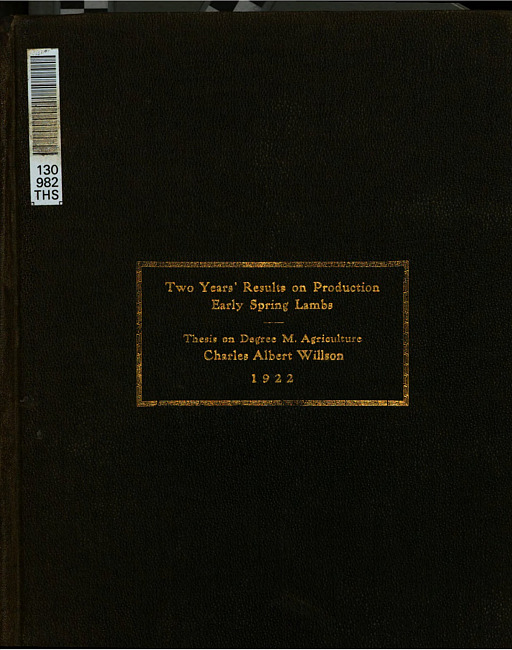 130
982
THS
Two Years' Results on Production
Early Spring Lambs
Thesis on Degree M. Agriculture
Charles Albert Willson
1922